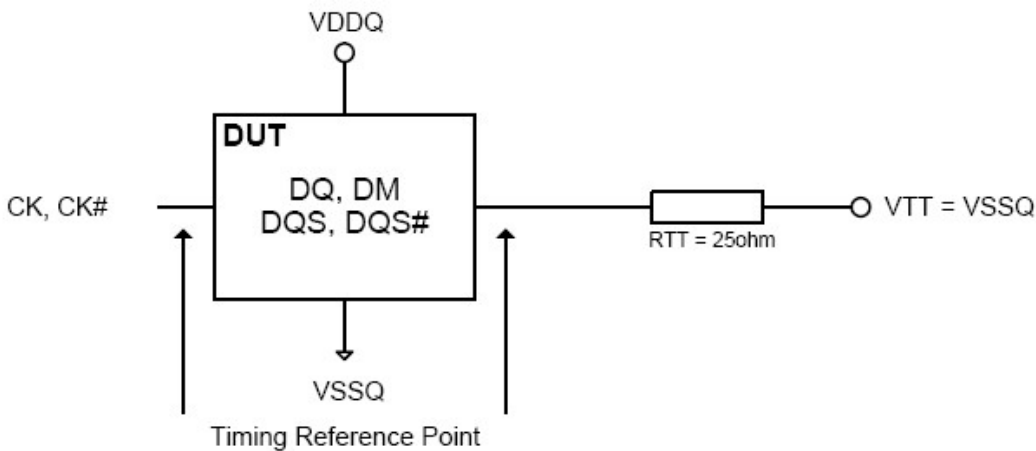 VDDQ
DUT
DQ, DM
CK, CK#
DQS, DQS#
VTT = VSSQ
RTT = 25ohm
VSSQ
Timing Reference Point